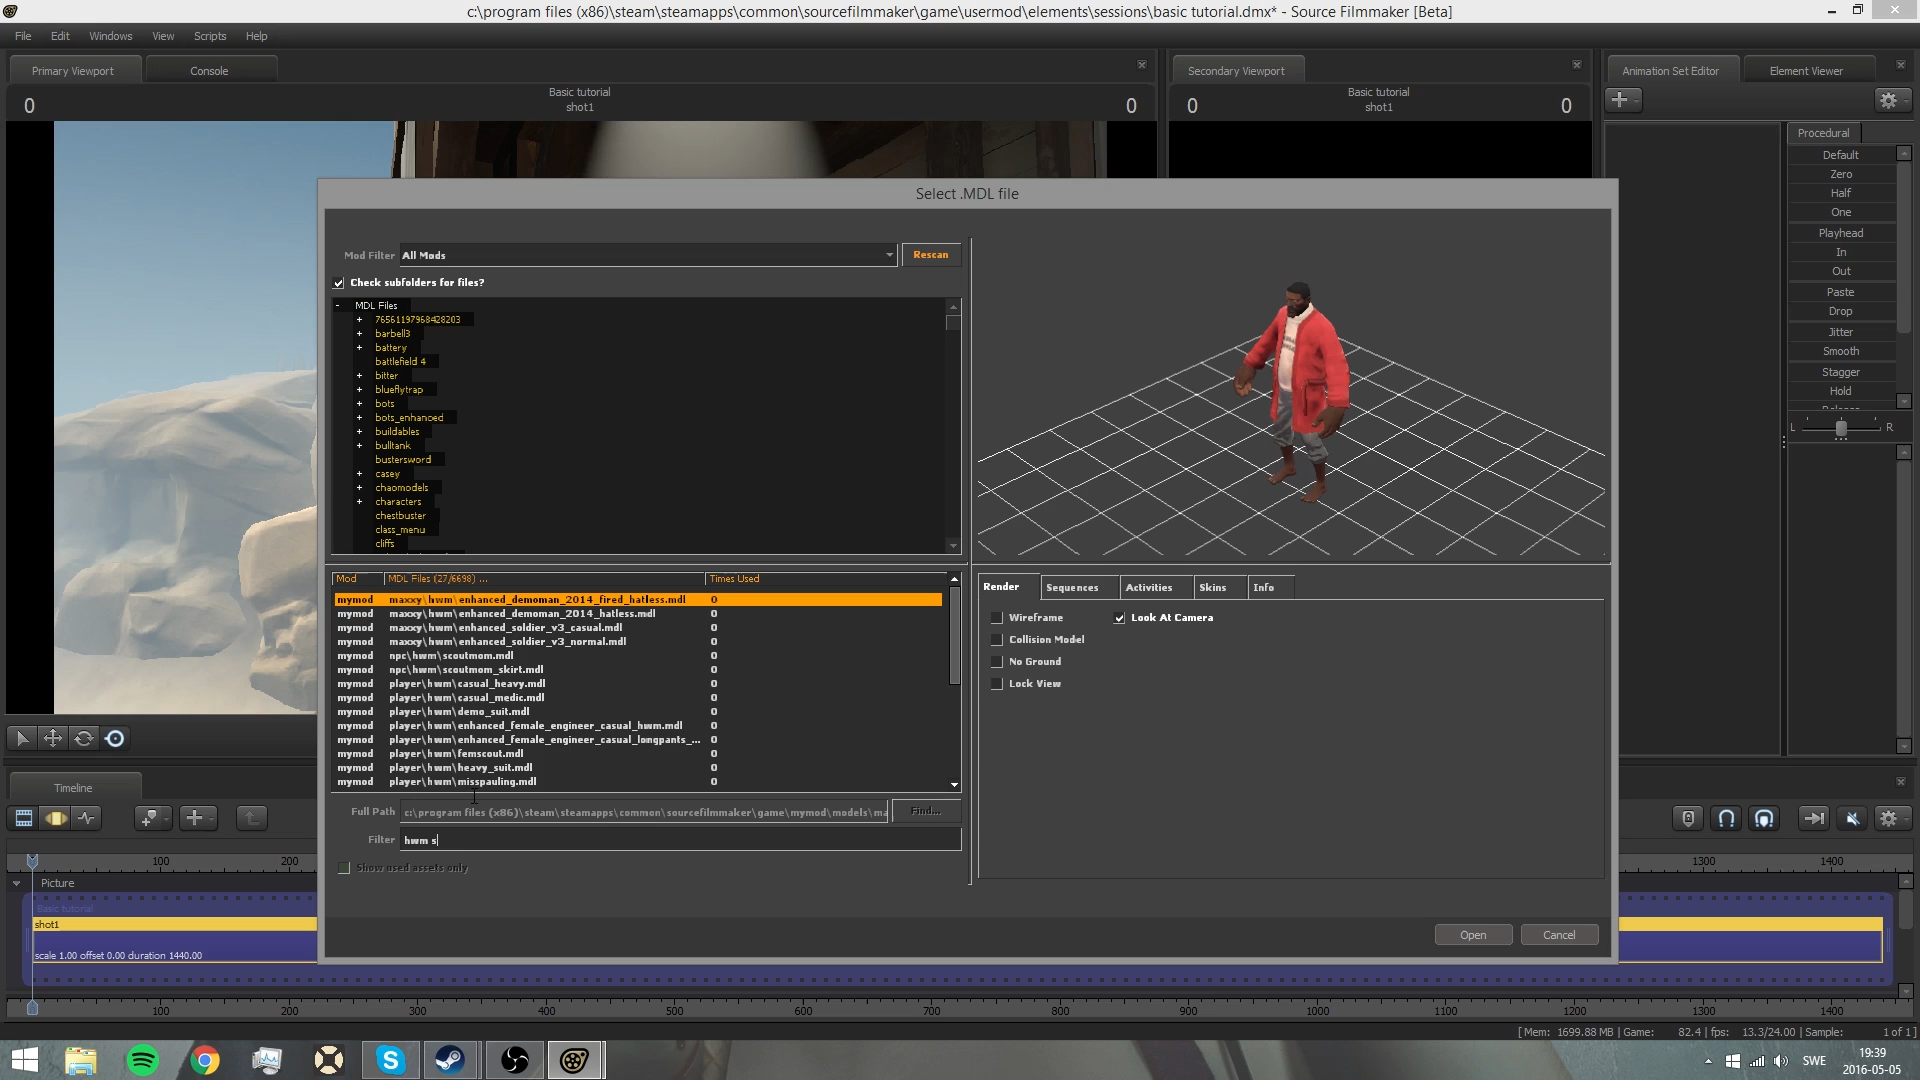 c:\program files (x86)\steam\steamapps\common\sourcefilmmaker\game\usermod\elements\sessions\basic tutorial.dmx* - Source Filmmaker [Beta]
File Edit Windows View Scripts Help
Primary Viewport Console
Secondary Viewport
Animation Set Editor Element Viewer
0 Basic tutorial 0
shot1
0 Basic tutorial 0
shot1
Procedural
Default
Zero
Half
One
Playhead
In
Out
Paste
Drop
Jitter
Smooth
Stagger
Hold
L R
Select .MDL file
Mod Filter All Mods Rescan
Check subfolders for files?
- MDL Files
+ 76561197968428203
+ barbell3
+ battery
battlefield 4
+ bitter
+ blueflytrap
+ bots
+ bots_enhanced
+ buildables
+ bulltank
bustersword
+ casey
+ chaomodels
+ characters
chestbuster
class_menu
cliffs
Mod MDL Files (27/6698) ... Times Used
mymod maxxy\hwm\enhanced_demoman_2014_fired_hatless.mdl 0
mymod maxxy\hwm\enhanced_demoman_2014_hatless.mdl 0
mymod maxxy\hwm\enhanced_soldier_v3_casual.mdl 0
mymod maxxy\hwm\enhanced_soldier_v3_normal.mdl 0
mymod npc\hwm\scoutmom.mdl 0
mymod npc\hwm\scoutmom_skirt.mdl 0
mymod player\hwm\casual_heavy.mdl 0
mymod player\hwm\casual_medic.mdl 0
mymod player\hwm\demo_suit.mdl 0
mymod player\hwm\enhanced_female_engineer_casual_hwm.mdl 0
mymod player\hwm\enhanced_female_engineer_casual_longpants_... 0
mymod player\hwm\femscout.mdl 0
mymod player\hwm\heavy_suit.mdl 0
mymod player\hwm\misspauling.mdl 0
Full Path c:\program files (x86)\steam\steamapps\common\sourcefilmmaker\game\mymod\models\ma Find...
Filter hwm s
Show used assets only
Render Sequences Activities Skins Info
Wireframe Look At Camera
Collision Model
No Ground
Lock View
Open Cancel
Timeline
100 200 1300 1400
Picture
Basic tutorial
shot1
scale 1.00 offset 0.00 duration 1440.00
100 200 300 400 500 600 700 800 900 1000 1100 1200 1300 1400
[ Mem: 1699.88 MB | Game: 82.4 | fps: 13.3/24.00 | Sample: 1 of 1 ]
SWE 19:39
2016-05-05